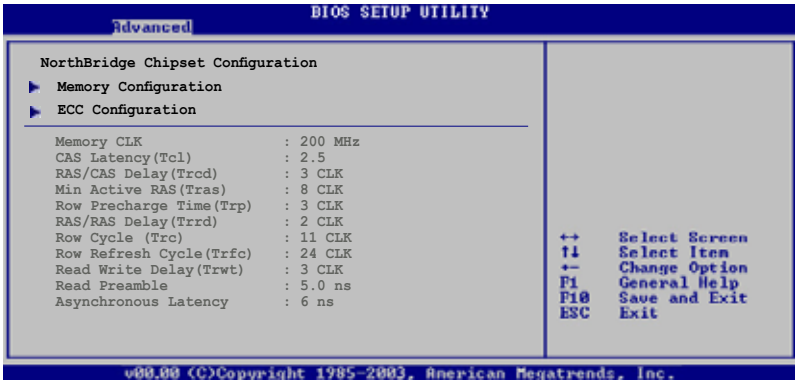 BIOS SETUP UTILITY
Advanced
NorthBridge Chipset Configuration
Memory Configuration
ECC Configuration
Memory CLK : 200 MHz
CAS Latency(Tcl) : 2.5
RAS/CAS Delay(Trcd) : 3 CLK
Min Active RAS(Tras) : 8 CLK
Row Precharge Time(Trp) : 3 CLK
RAS/RAS Delay(Trrd) : 2 CLK
Row Cycle (Trc) : 11 CLK
Row Refresh Cycle(Trfc) : 24 CLK
Read Write Delay(Trwt) : 3 CLK
Read Preamble : 5.0 ns
Asynchronous Latency : 6 ns
←→ Select Screen
↑↓ Select Item
+- Change Option
F1 General Help
F10 Save and Exit
ESC Exit
v00.00 (C)Copyright 1985-2003, American Megatrends, Inc.